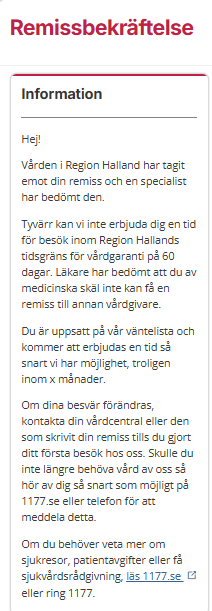 Remissbekräftelse
Information
Hej!
Vården i Region Halland har tagit
emot din remiss och en specialist
har bedömt den.
Tyvärr kan vi inte erbjuda dig en tid
för besök inom Region Hallands
tidsgräns för vårdgaranti på 60
dagar. Läkare har bedömt att du av
medicinska skäl inte kan få en
remiss till annan vårdgivare.
Du är uppsatt på vår väntelista och
kommer att erbjudas en tid så
snart vi har möjlighet, troligen
inom x månader.
Om dina besvär förändras,
kontakta din vårdcentral eller den
som skrivit din remiss tills du gjort
ditt första besök hos oss. Skulle du
inte längre behöva vård av oss så
hör av dig så snart som möjligt på
1177.se eller telefon för att
meddela detta.
Om du behöver veta mer om
sjukresor, patientavgifter eller få
sjukvårdsrådgivning, läs 1177.se
eller ring 1177.